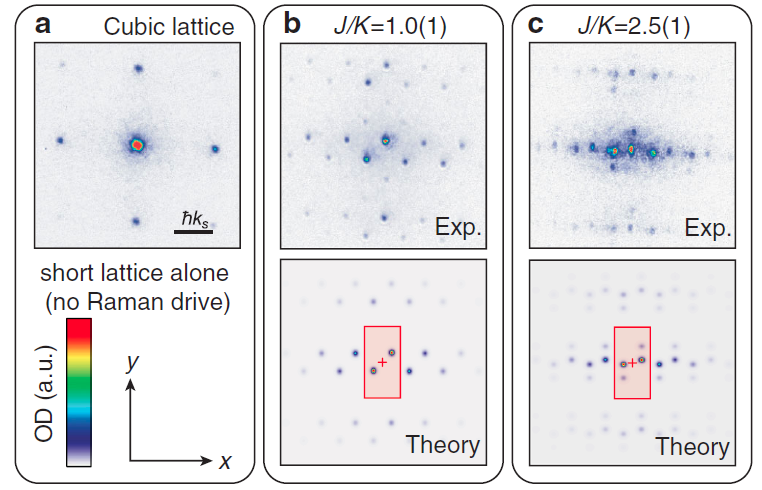 a Cubic lattice
ħkₛ
short lattice alone
(no Raman drive)
OD (a.u.)
y
x
b J/K=1.0(1)
Exp.
Theory
c J/K=2.5(1)
Exp.
Theory